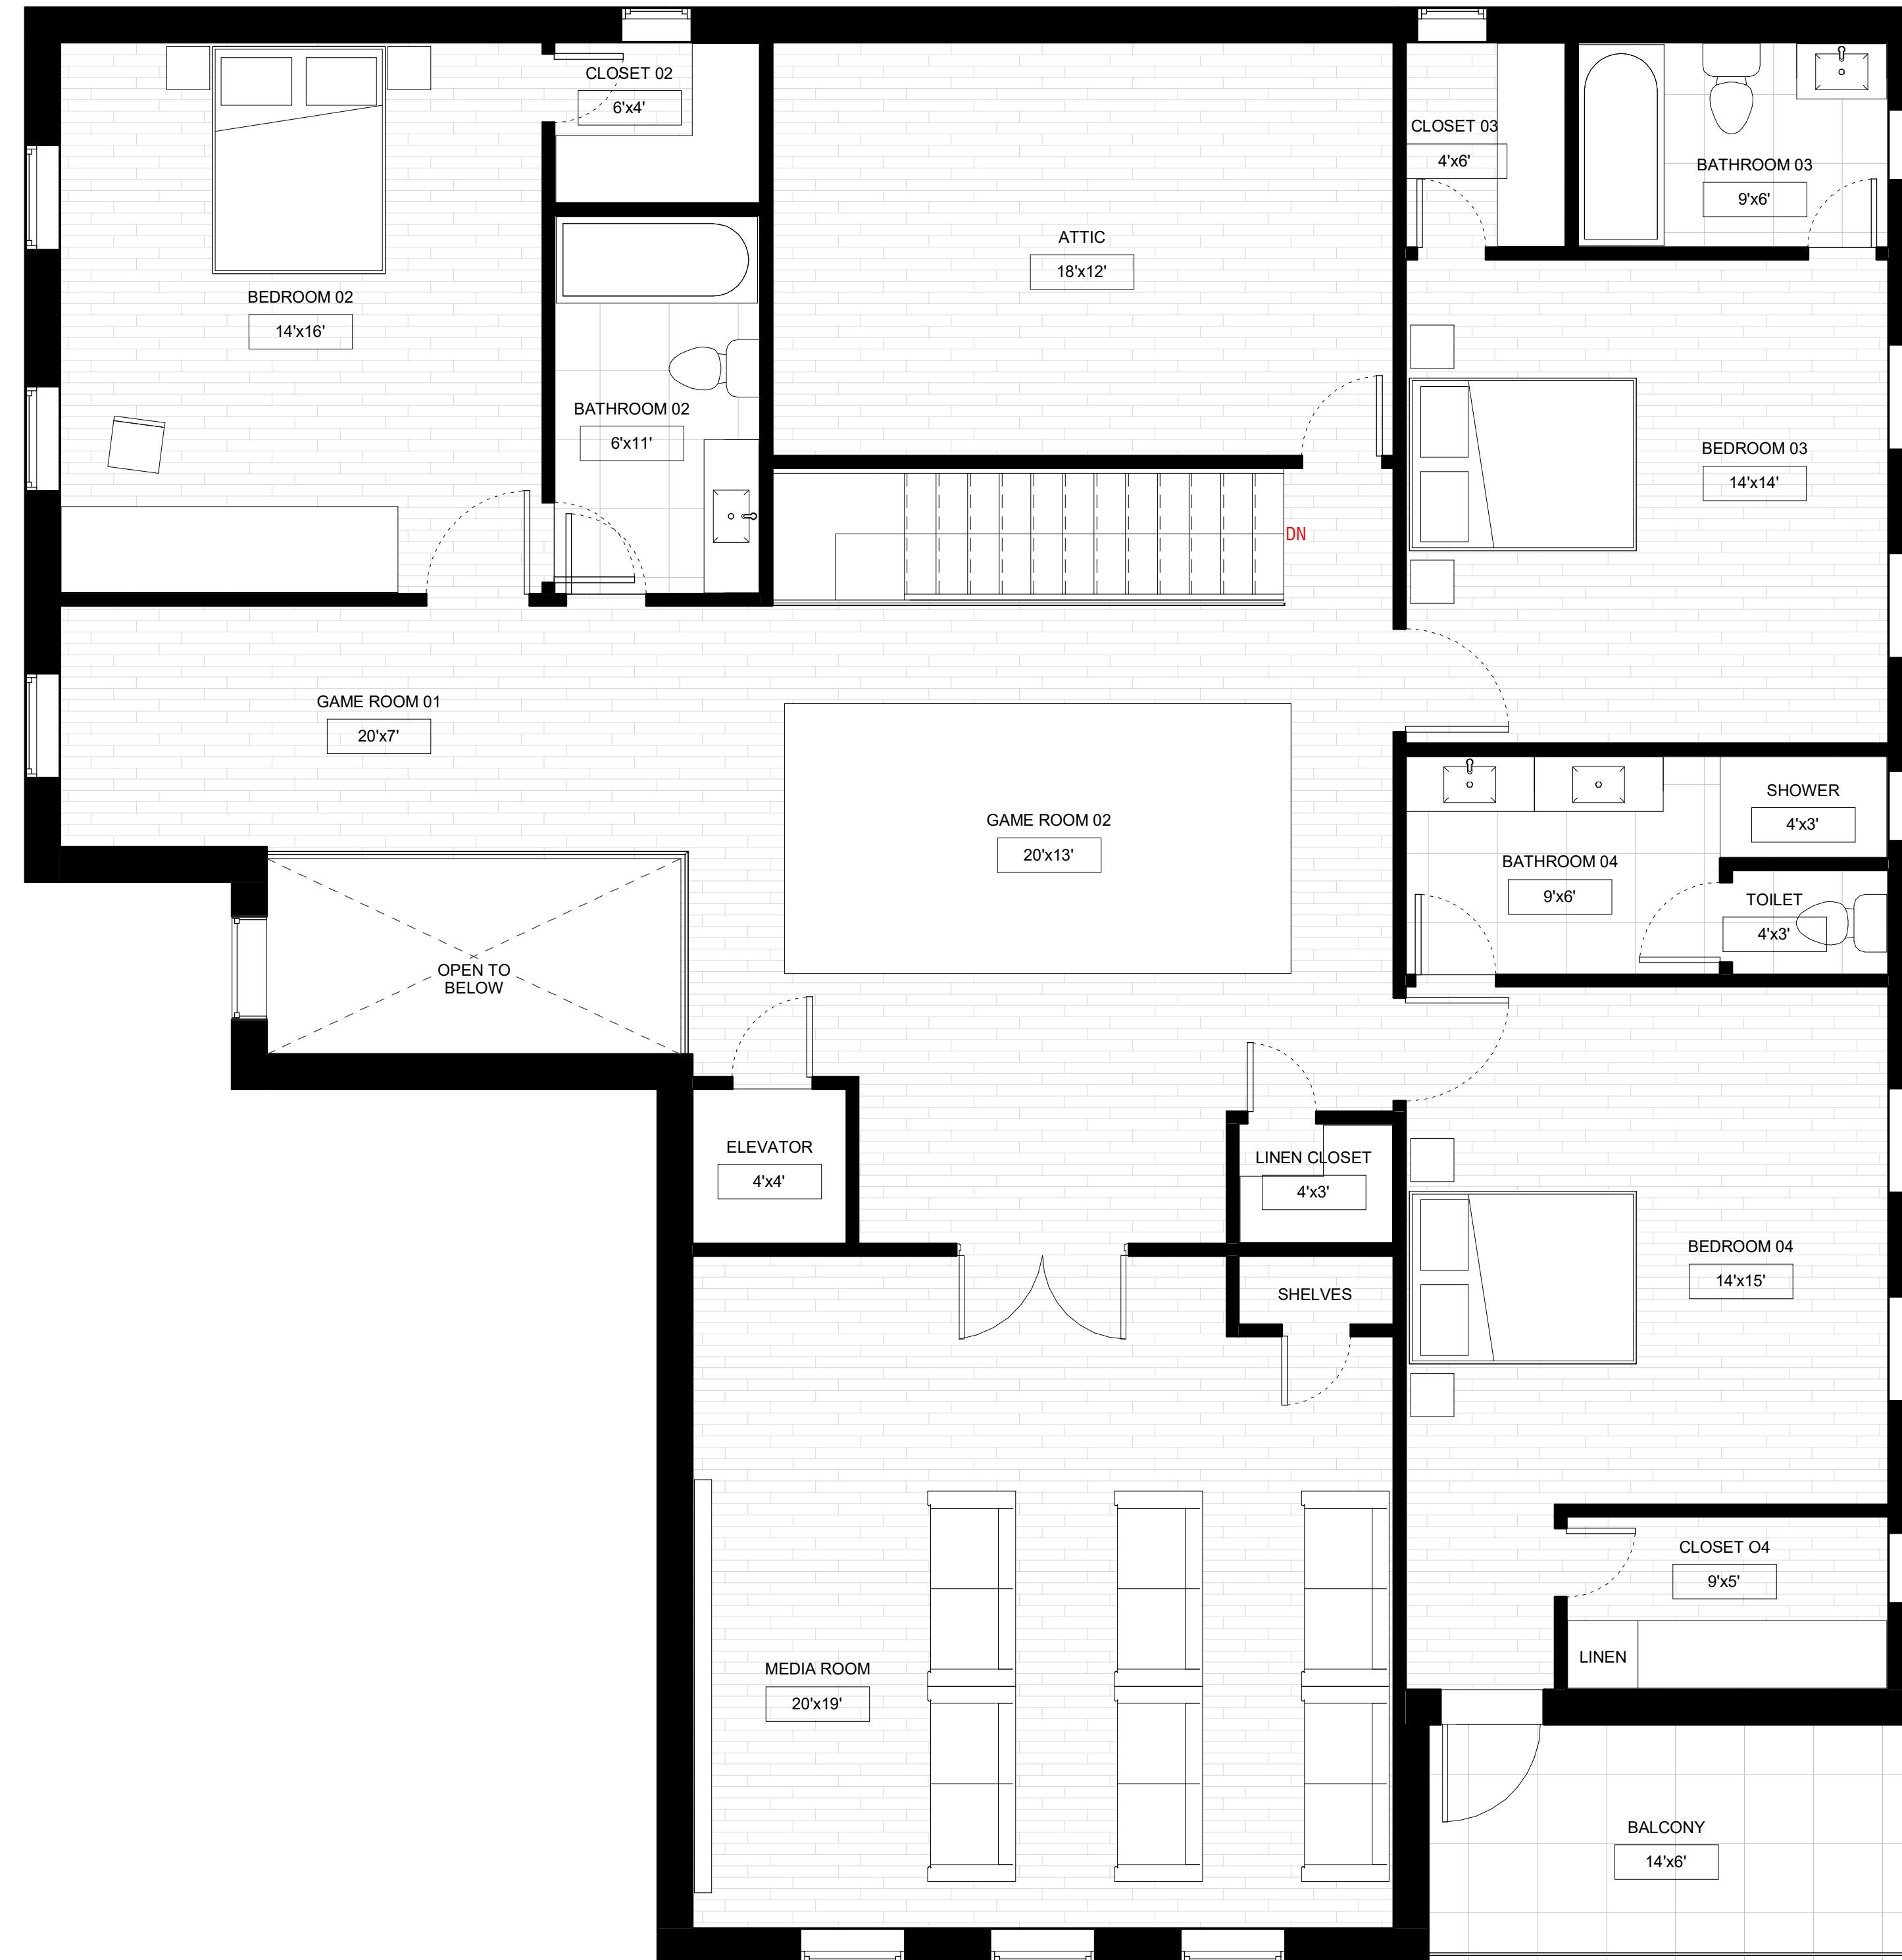 CLOSET 02
6'x4'
CLOSET 03
4'x6'
BATHROOM 03
9'x6'
ATTIC
18'x12'
BEDROOM 02
14'x16'
BATHROOM 02
6'x11'
BEDROOM 03
14'x14'
DN
GAME ROOM 01
20'x7'
GAME ROOM 02
20'x13'
SHOWER
4'x3'
BATHROOM 04
9'x6'
TOILET
4'x3'
OPEN TO
BELOW
ELEVATOR
4'x4'
LINEN CLOSET
4'x3'
BEDROOM 04
14'x15'
SHELVES
CLOSET O4
9'x5'
LINEN
MEDIA ROOM
20'x19'
BALCONY
14'x6'